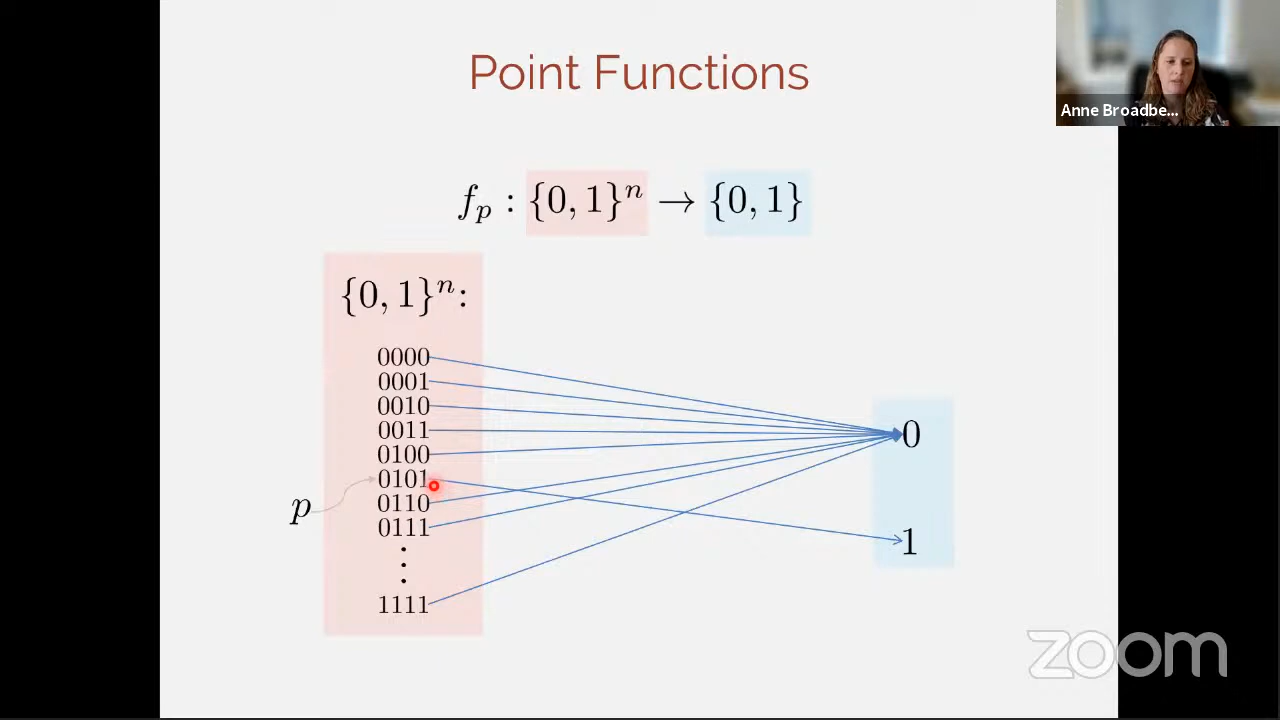 Point Functions
Anne Broadbe...
f_p : {0, 1}^n → {0, 1}
{0, 1}^n:
0000
0001
0010
0011
0100
0101
0110
0111
⋮
1111
p
0
1
zoom